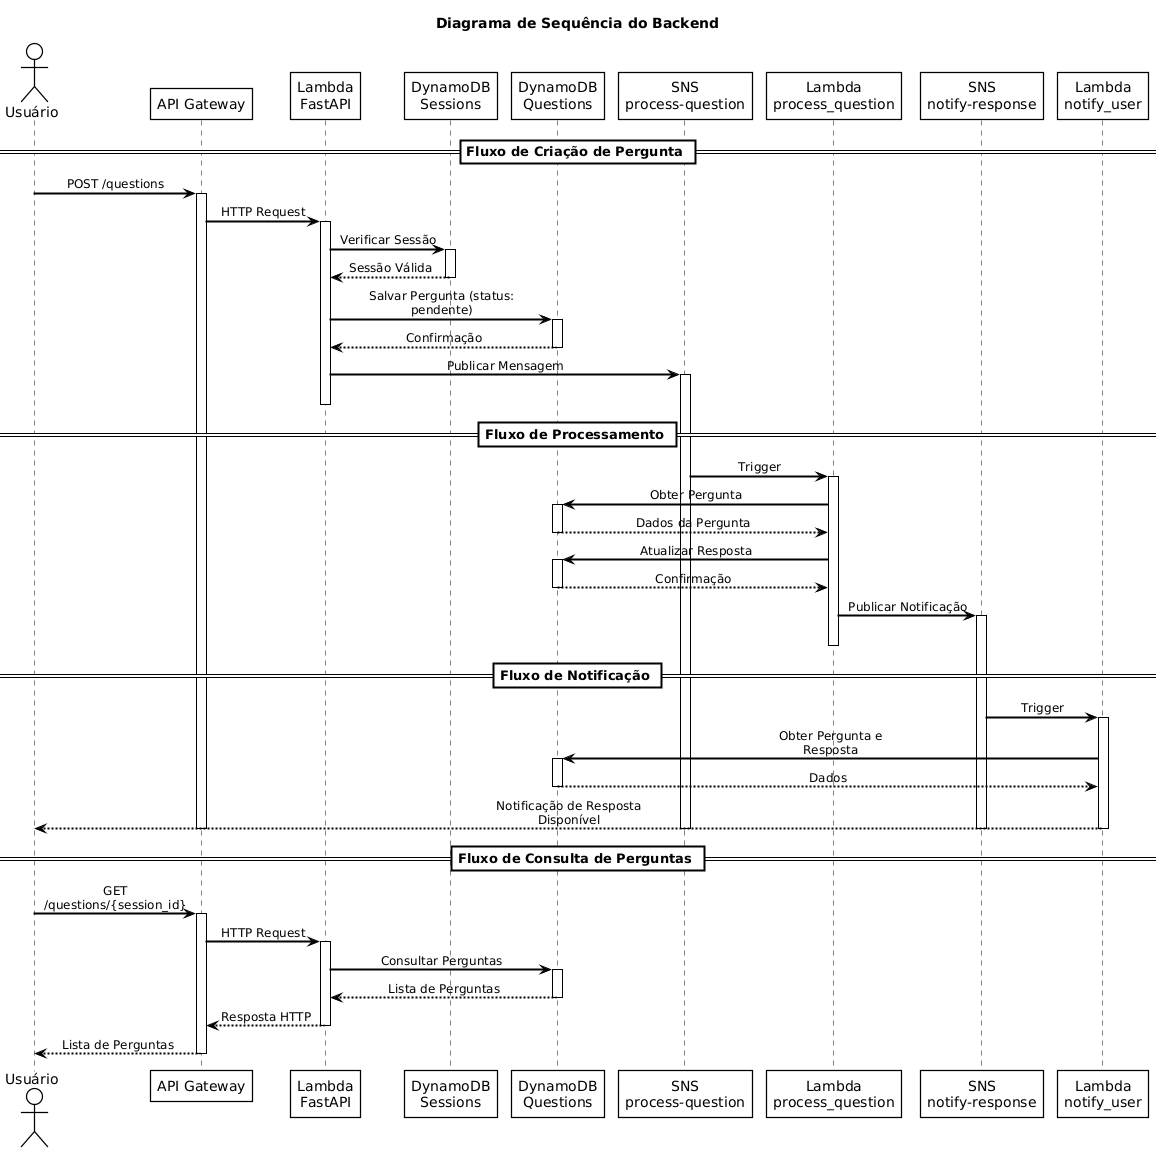 Diagrama de Sequência do Backend
Usuário
API Gateway
Lambda
FastAPI
DynamoDB
Sessions
DynamoDB
Questions
SNS
process-question
Lambda
process_question
SNS
notify-response
Lambda
notify_user
Fluxo de Criação de Pergunta
POST /questions
HTTP Request
Verificar Sessão
Sessão Válida
Salvar Pergunta (status:
pendente)
Confirmação
Publicar Mensagem
Fluxo de Processamento
Trigger
Obter Pergunta
Dados da Pergunta
Atualizar Resposta
Confirmação
Publicar Notificação
Fluxo de Notificação
Trigger
Obter Pergunta e
Resposta
Dados
Notificação de Resposta
Disponível
Fluxo de Consulta de Perguntas
GET
/questions/{session_id}
HTTP Request
Consultar Perguntas
Lista de Perguntas
Resposta HTTP
Lista de Perguntas
Usuário
API Gateway
Lambda
FastAPI
DynamoDB
Sessions
DynamoDB
Questions
SNS
process-question
Lambda
process_question
SNS
notify-response
Lambda
notify_user